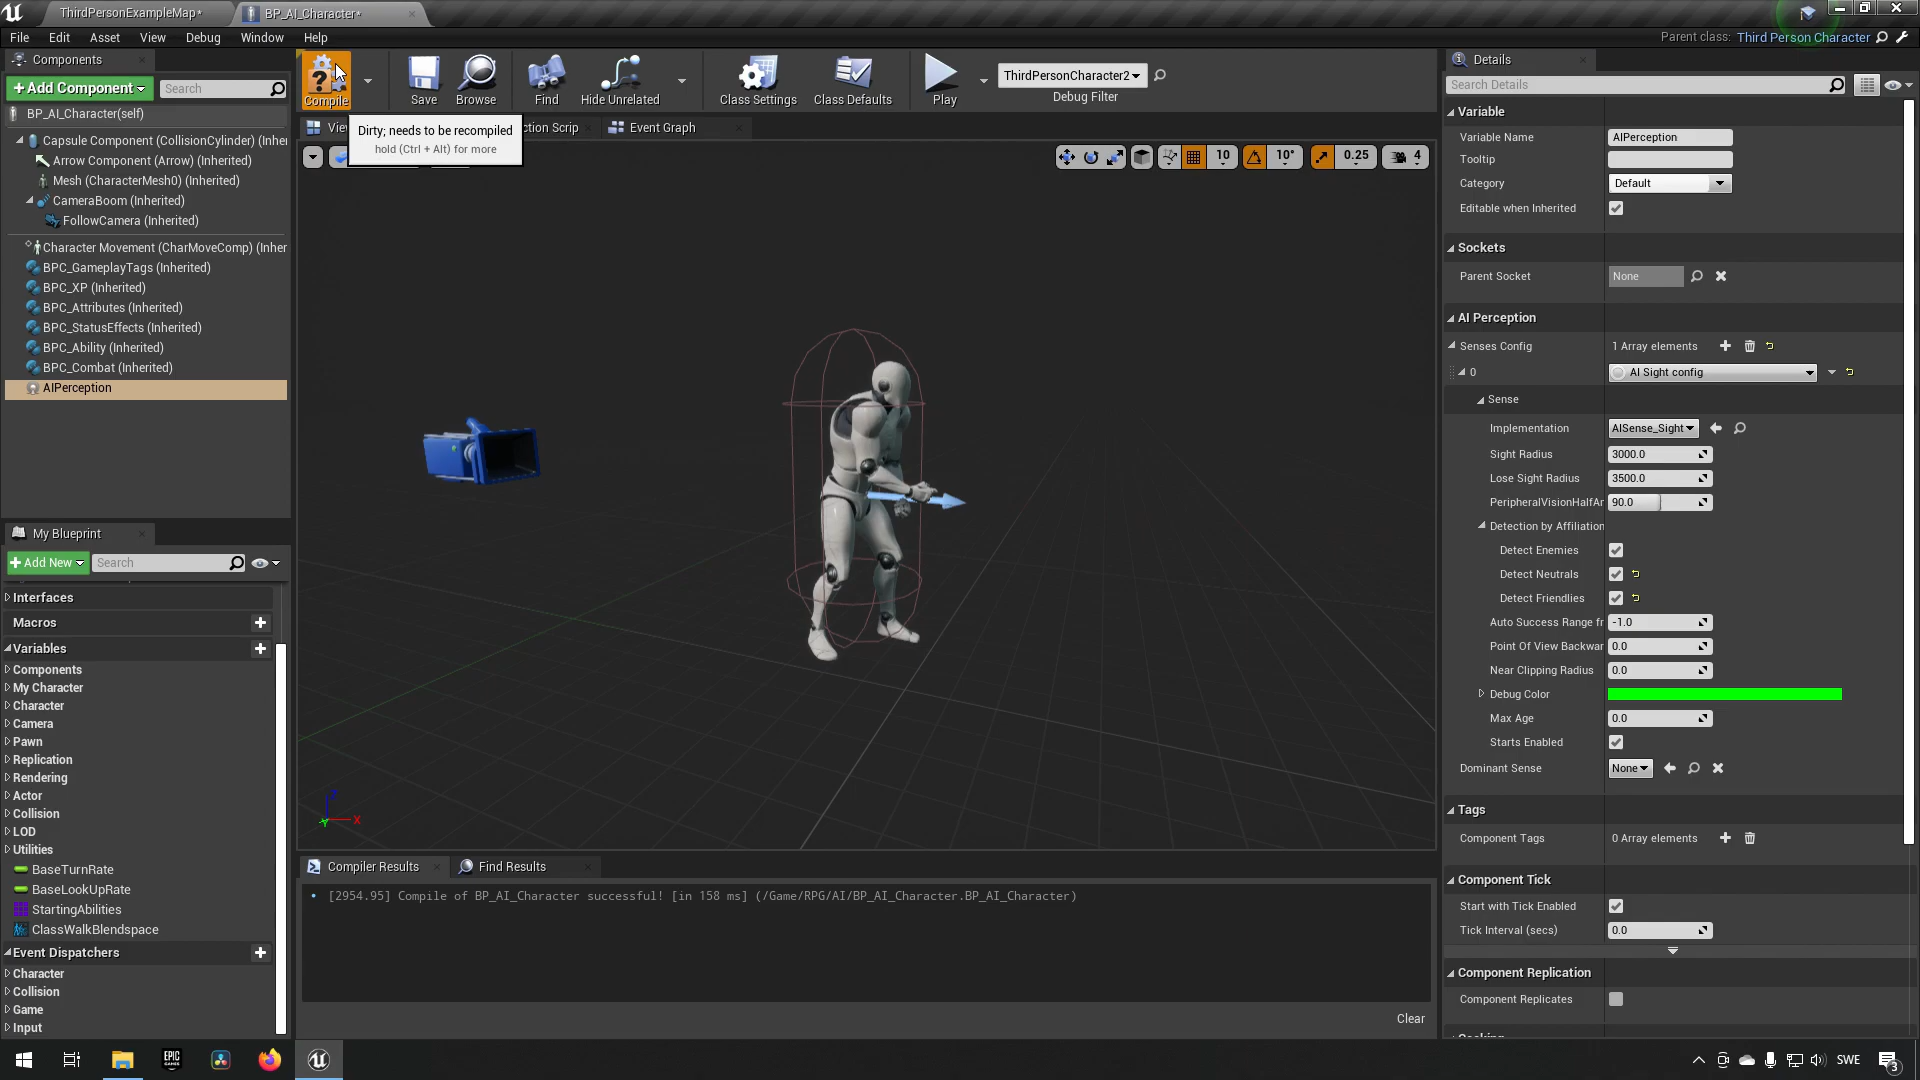 ThirdPersonExampleMap*
BP_AI_Character*
File Edit Asset View Debug Window Help
Parent class: Third Person Character
Components
+Add Component
Search
BP_AI_Character(self)
Capsule Component (CollisionCylinder) (Inhe
Arrow Component (Arrow) (Inherited)
Mesh (CharacterMesh0) (Inherited)
CameraBoom (Inherited)
FollowCamera (Inherited)
Character Movement (CharMoveComp) (Inher
BPC_GameplayTags (Inherited)
BPC_XP (Inherited)
BPC_Attributes (Inherited)
BPC_StatusEffects (Inherited)
BPC_Ability (Inherited)
BPC_Combat (Inherited)
AIPerception
My Blueprint
+Add New
Search
Interfaces
Macros
Variables
Components
My Character
Character
Camera
Pawn
Replication
Rendering
Actor
Collision
LOD
Utilities
BaseTurnRate
BaseLookUpRate
StartingAbilities
ClassWalkBlendspace
Event Dispatchers
Character
Collision
Game
Input
Compile
Save
Browse
Find
Hide Unrelated
Class Settings
Class Defaults
Play
ThirdPersonCharacter2
Debug Filter
Dirty; needs to be recompiled
hold (Ctrl + Alt) for more
View
ction Scrip
Event Graph
10
10°
0.25
4
Z
X
Y
Compiler Results
Find Results
• [2954.95] Compile of BP_AI_Character successful! [in 158 ms] (/Game/RPG/AI/BP_AI_Character.BP_AI_Character)
Clear
Details
Search Details
Variable
Variable Name AIPerception
Tooltip
Category Default
Editable when Inherited
Sockets
Parent Socket None
AI Perception
Senses Config 1 Array elements
0 AI Sight config
Sense
Implementation AISense_Sight
Sight Radius 3000.0
Lose Sight Radius 3500.0
PeripheralVisionHalfAr 90.0
Detection by Affiliation
Detect Enemies
Detect Neutrals
Detect Friendlies
Auto Success Range fr -1.0
Point Of View Backwar 0.0
Near Clipping Radius 0.0
Debug Color
Max Age 0.0
Starts Enabled
Dominant Sense None
Tags
Component Tags 0 Array elements
Component Tick
Start with Tick Enabled
Tick Interval (secs) 0.0
Component Replication
Component Replicates
EPIC GAMES
SWE
3